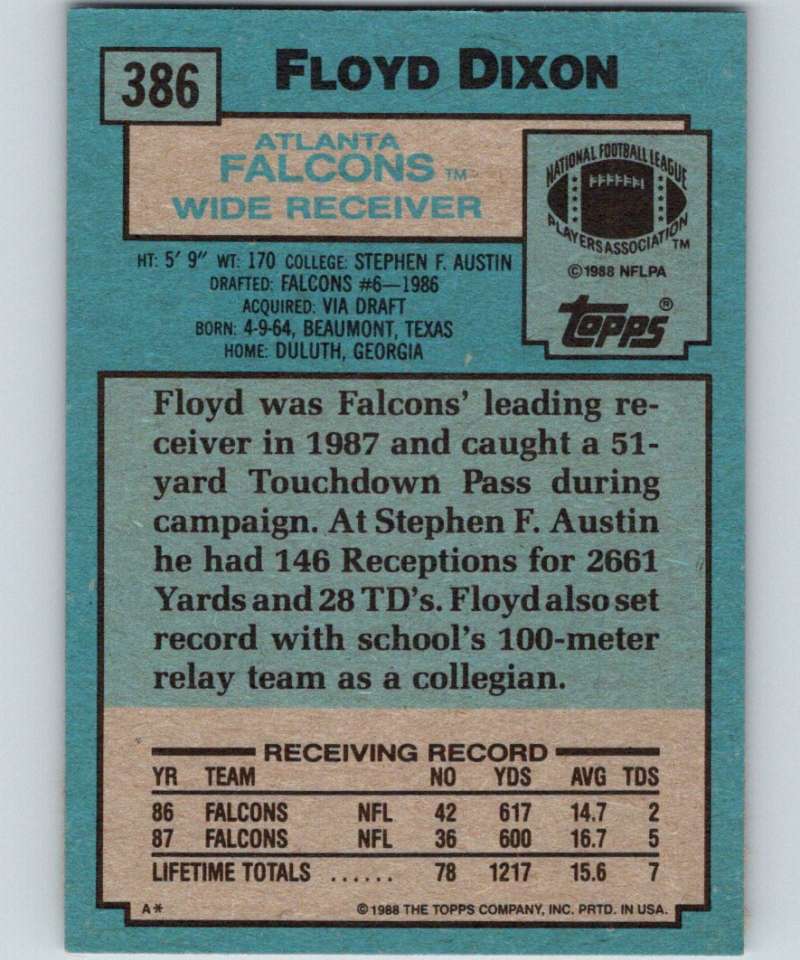 386
FLOYD DIXON
ATLANTA
FALCONS TM
WIDE RECEIVER
NATIONAL FOOTBALL LEAGUE
PLAYERS ASSOCIATION TM
©1988 NFLPA
topps®
HT: 5' 9" WT: 170 COLLEGE: STEPHEN F. AUSTIN
DRAFTED: FALCONS #6—1986
ACQUIRED: VIA DRAFT
BORN: 4-9-64, BEAUMONT, TEXAS
HOME: DULUTH, GEORGIA
Floyd was Falcons' leading re-
ceiver in 1987 and caught a 51-
yard Touchdown Pass during
campaign. At Stephen F. Austin
he had 146 Receptions for 2661
Yards and 28 TD's. Floyd also set
record with school's 100-meter
relay team as a collegian.
RECEIVING RECORD
YR TEAM NO YDS AVG TDS
86 FALCONS NFL 42 617 14.7 2
87 FALCONS NFL 36 600 16.7 5
LIFETIME TOTALS ...... 78 1217 15.6 7
A* ©1988 THE TOPPS COMPANY, INC. PRTD. IN USA.